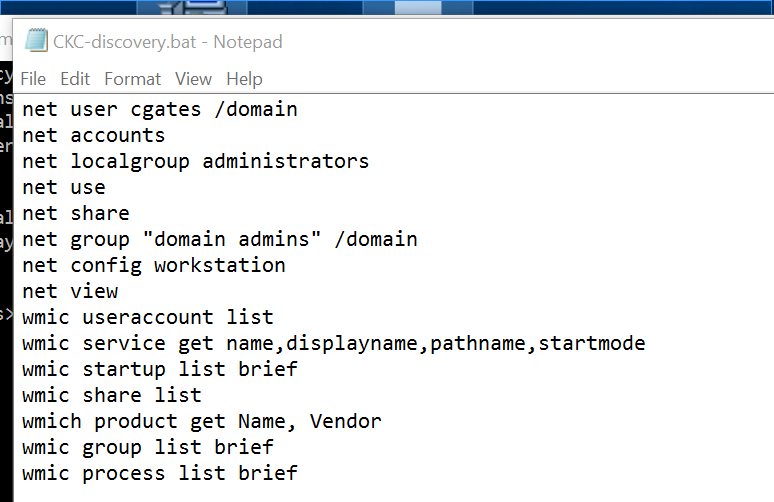 CKC-discovery.bat - Notepad
File Edit Format View Help
net user cgates /domain
net accounts
net localgroup administrators
net use
net share
net group "domain admins" /domain
net config workstation
net view
wmic useraccount list
wmic service get name,displayname,pathname,startmode
wmic startup list brief
wmic share list
wmich product get Name, Vendor
wmic group list brief
wmic process list brief